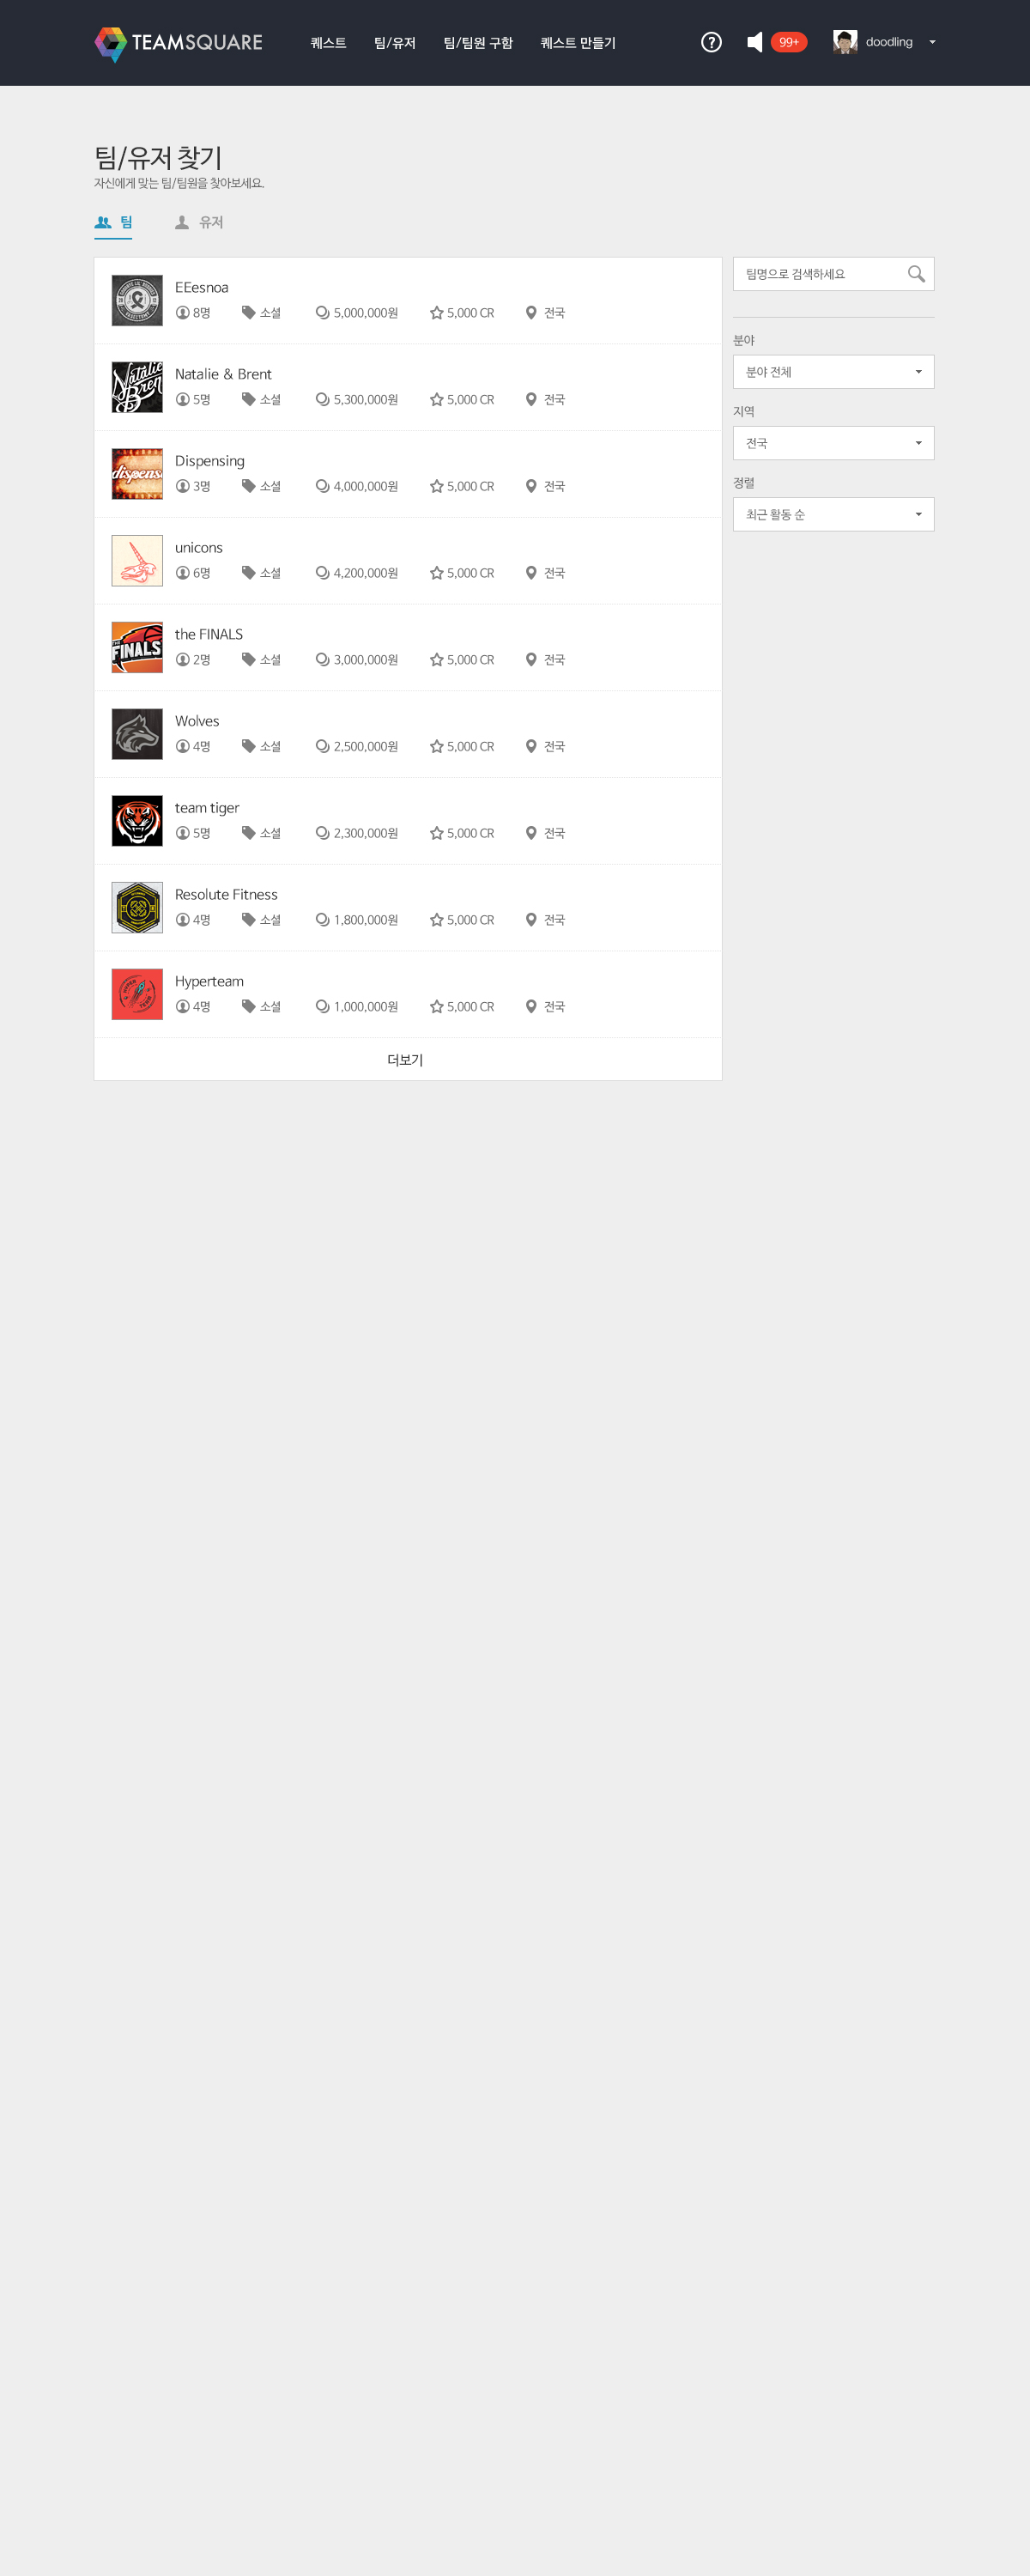 TEAMSQUARE 퀘스트 팀/유저 팀/팀원 구함 퀘스트 만들기 ? 99+ doodling
팀/유저 찾기
자신에게 맞는 팀/팀원을 찾아보세요.
팀 유저
EEesnoa
8명 소셜 5,000,000원 5,000 CR 전국
Natalie & Brent
5명 소셜 5,300,000원 5,000 CR 전국
Dispensing
3명 소셜 4,000,000원 5,000 CR 전국
unicons
6명 소셜 4,200,000원 5,000 CR 전국
the FINALS
2명 소셜 3,000,000원 5,000 CR 전국
Wolves
4명 소셜 2,500,000원 5,000 CR 전국
team tiger
5명 소셜 2,300,000원 5,000 CR 전국
Resolute Fitness
4명 소셜 1,800,000원 5,000 CR 전국
Hyperteam
4명 소셜 1,000,000원 5,000 CR 전국
더보기
팀명으로 검색하세요
분야
분야 전체
지역
전국
정렬
최근 활동 순
Natalie
Bren
dispens
FINALS